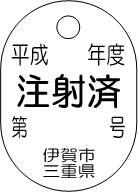 平成 年度
注射済
第 号
伊賀市
三重県